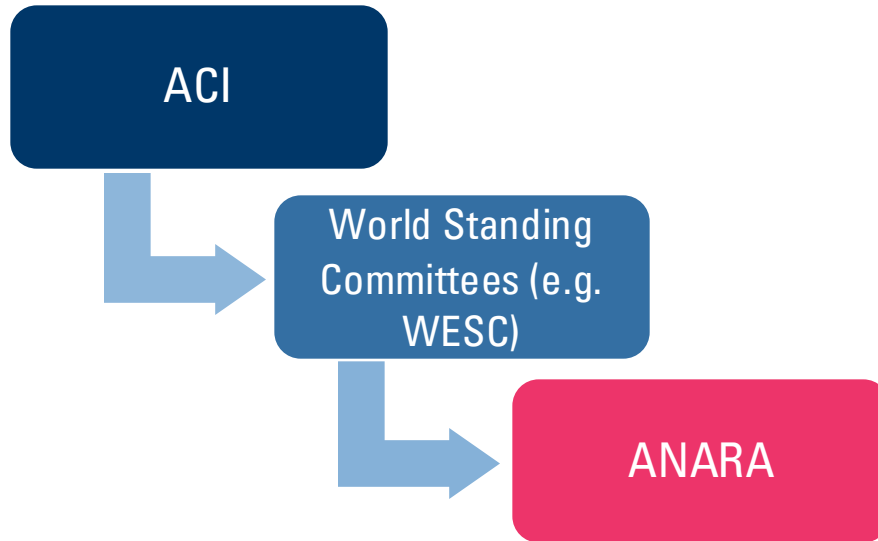 ACI
World Standing
Committees (e.g.
WESC)
ANARA